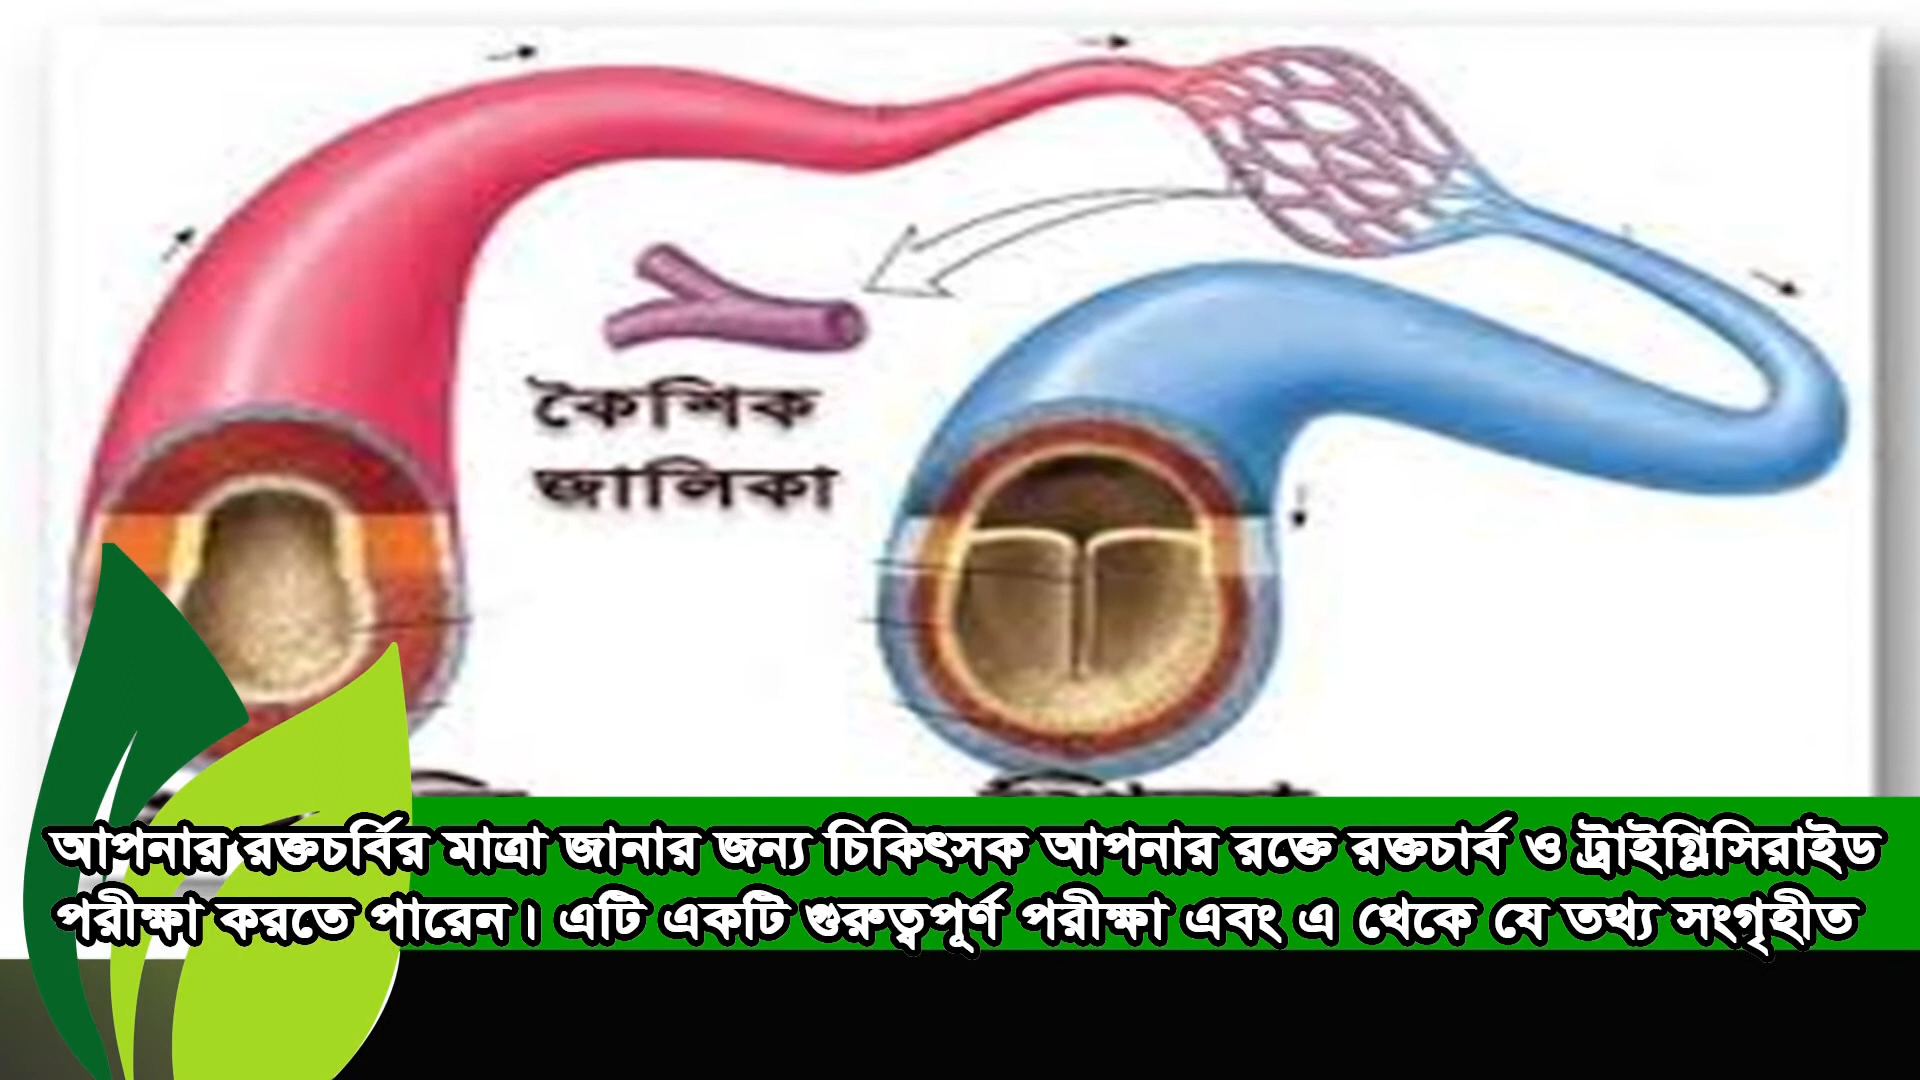 কৈশিক
জালিকা
আপনার রক্তচর্বির মাত্রা জানার জন্য চিকিৎসক আপনার রক্তে রক্তচার্ব ও ট্রাইগ্লিসিরাইড
পরীক্ষা করতে পারেন। এটি একটি গুরুত্বপূর্ণ পরীক্ষা এবং এ থেকে যে তথ্য সংগৃহীত